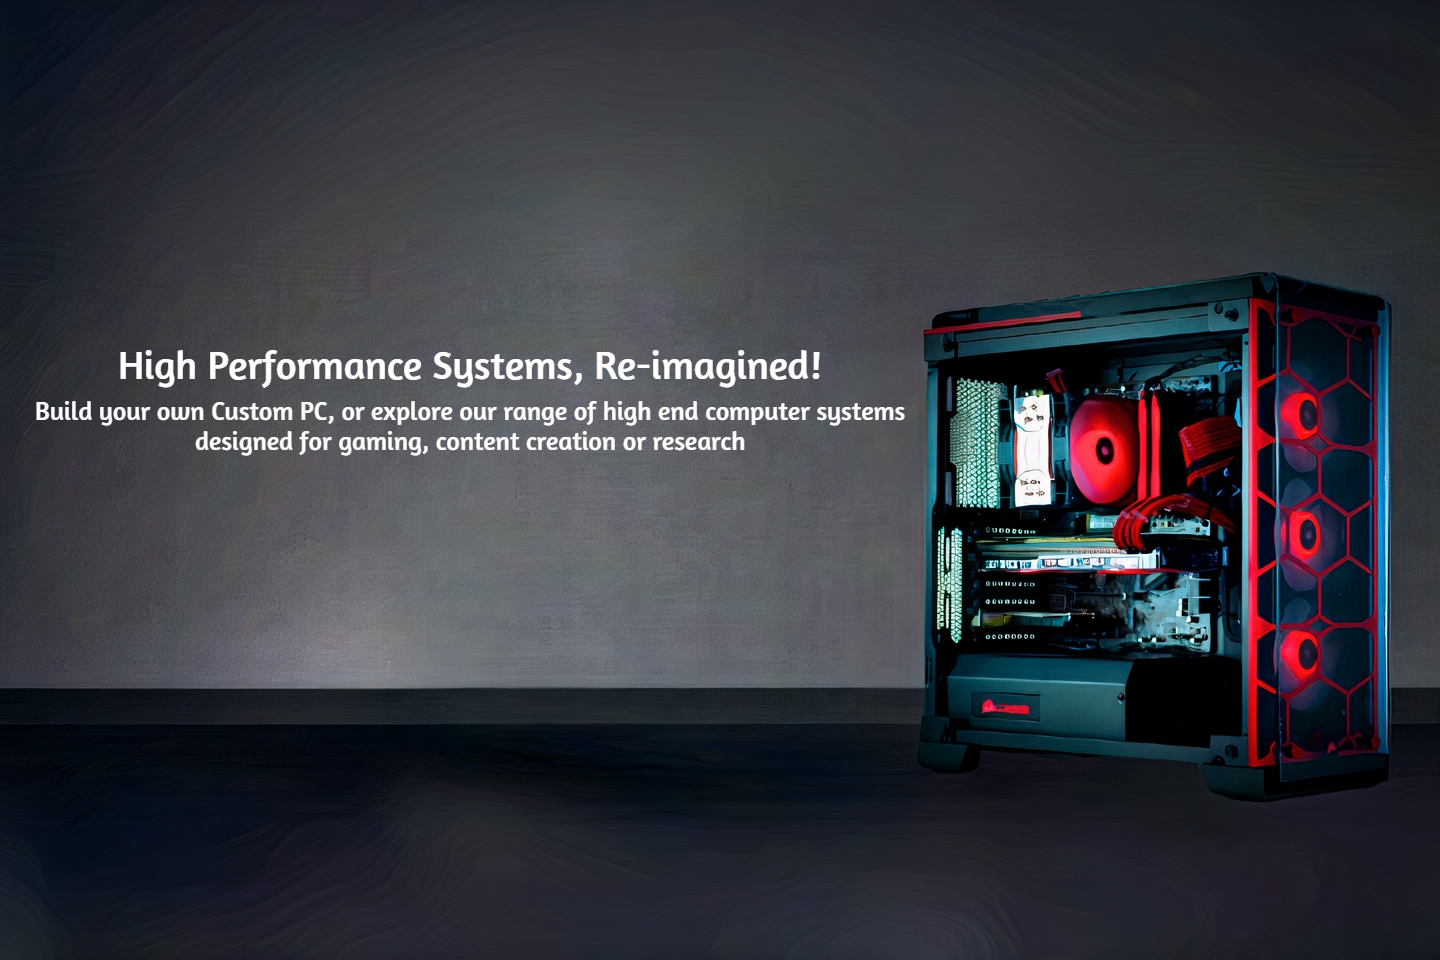 High Performance Systems, Re-imagined!
Build your own Custom PC, or explore our range of high end computer systems
designed for gaming, content creation or research